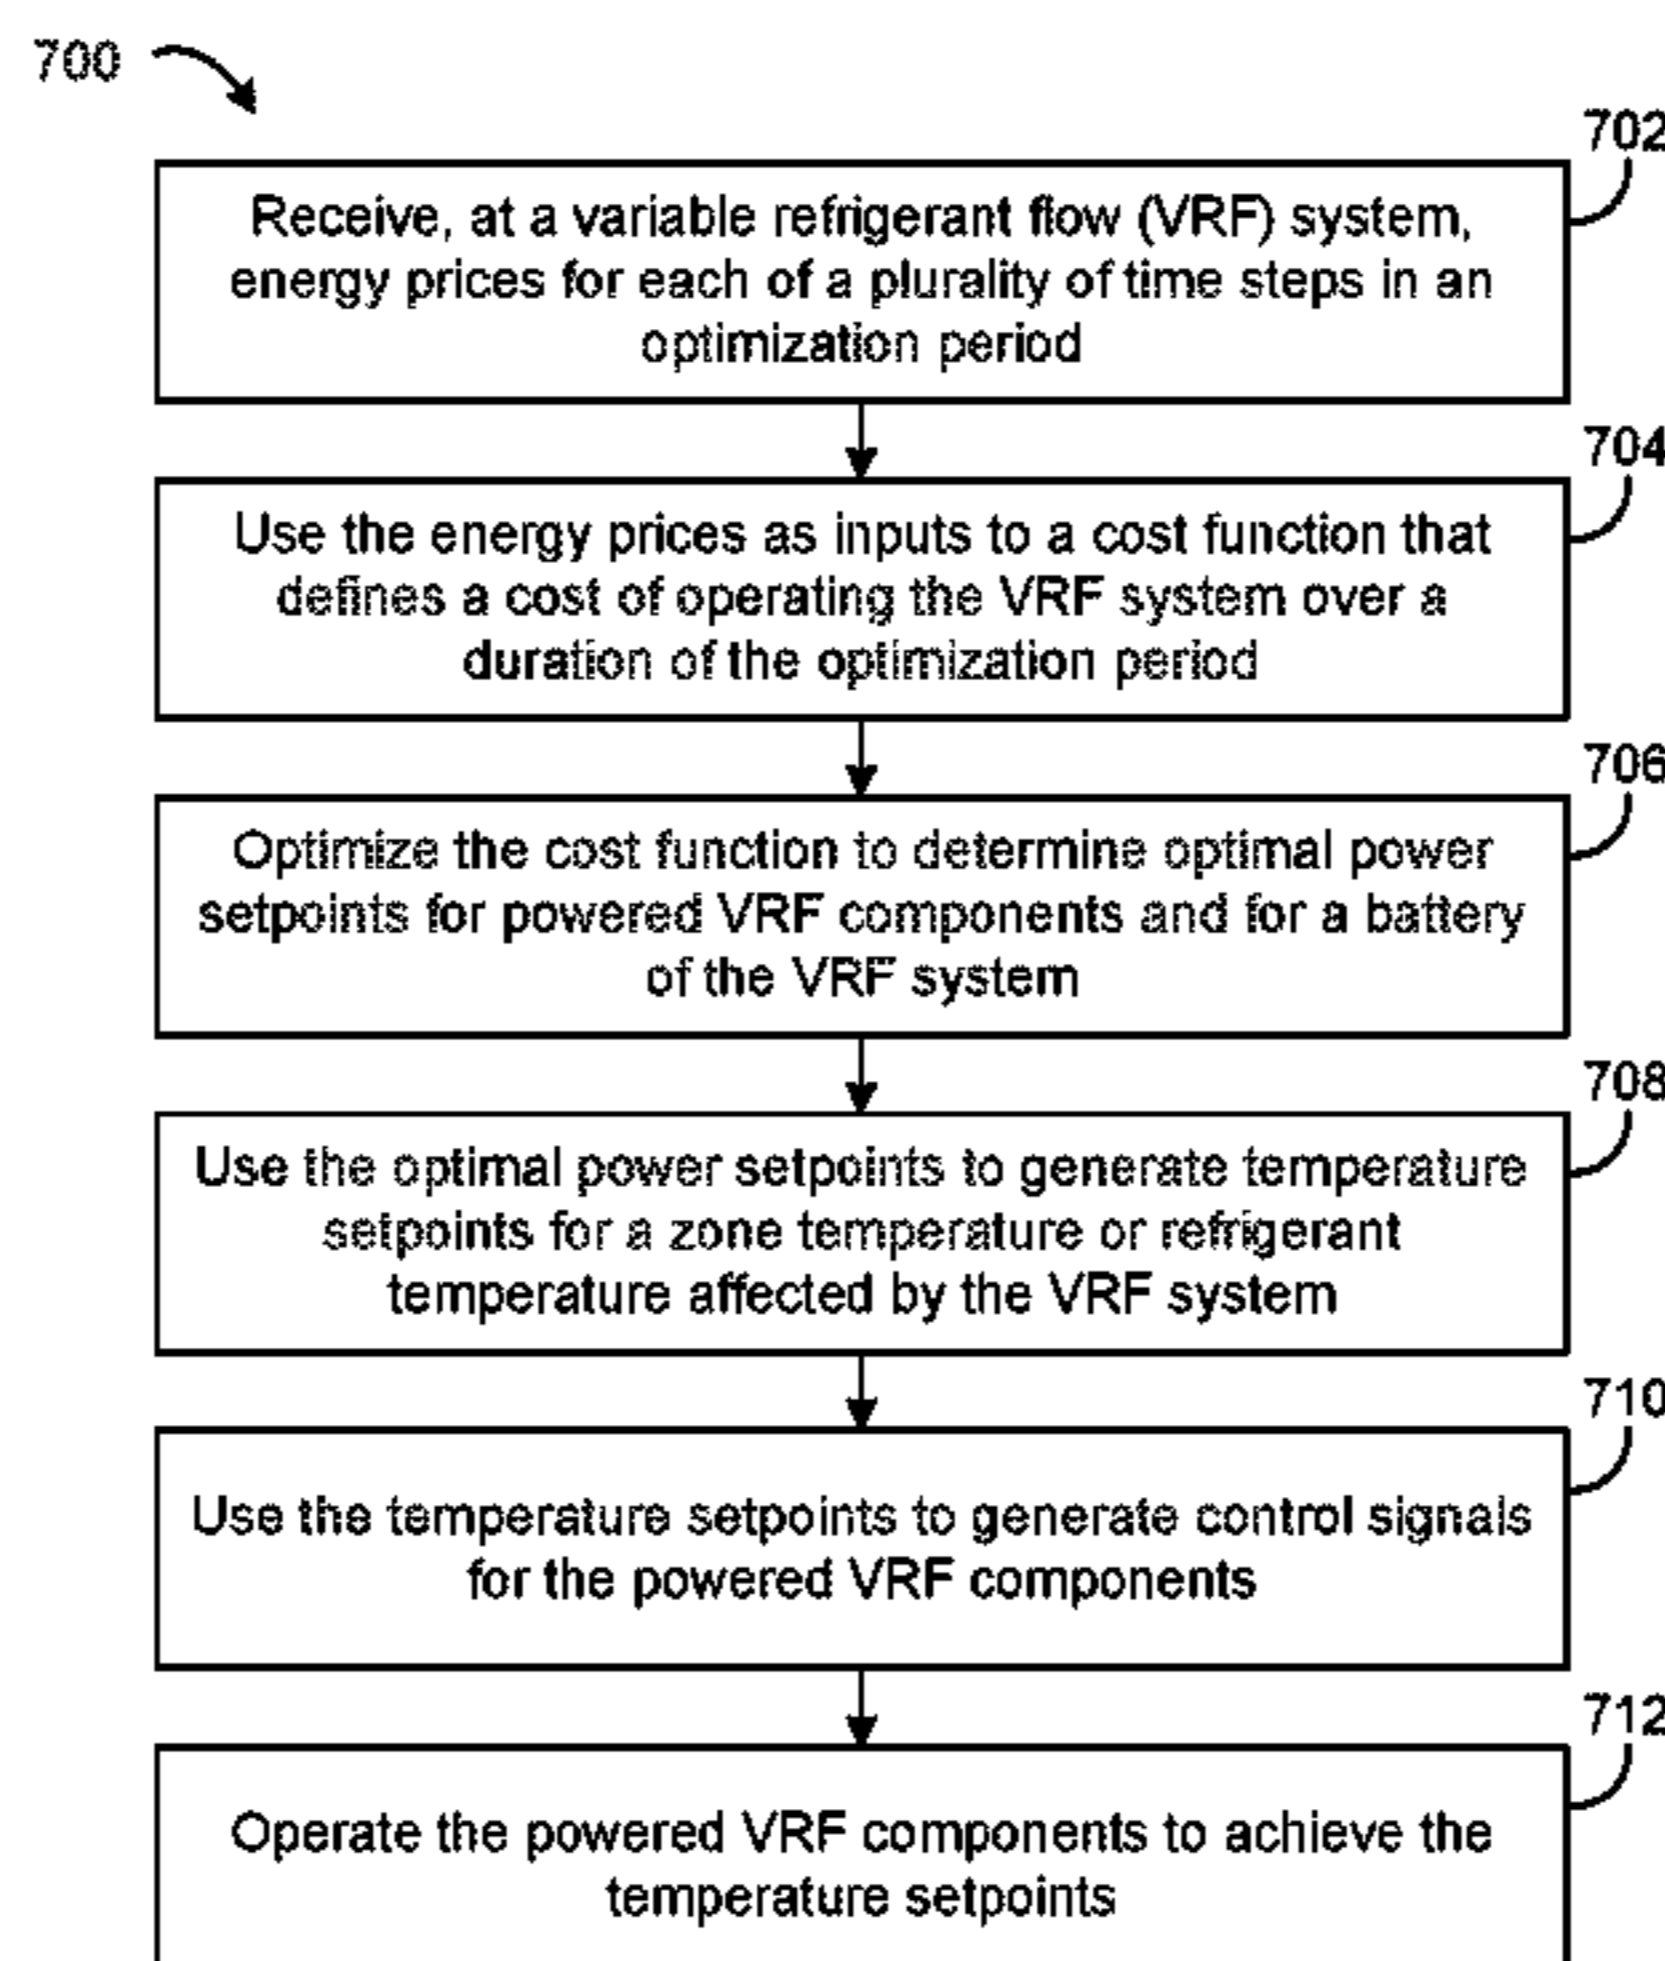 700
702
Receive, at a variable refrigerant flow (VRF) system,
energy prices for each of a plurality of time steps in an
optimization period
704
Use the energy prices as inputs to a cost function that
defines a cost of operating the VRF system over a
duration of the optimization period
706
Optimize the cost function to determine optimal power
setpoints for powered VRF components and for a battery
of the VRF system
708
Use the optimal power setpoints to generate temperature
setpoints for a zone temperature or refrigerant
temperature affected by the VRF system
710
Use the temperature setpoints to generate control signals
for the powered VRF components
712
Operate the powered VRF components to achieve the
temperature setpoints